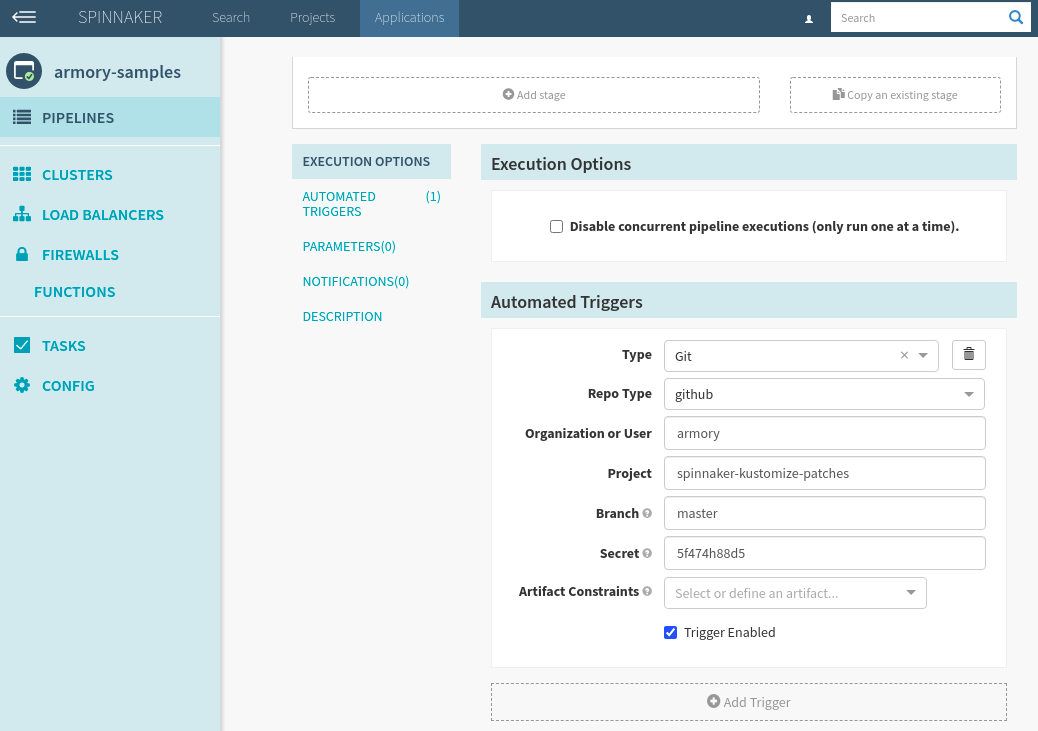 SPINNAKER
Search
Projects
Applications
Search
armory-samples
PIPELINES
CLUSTERS
LOAD BALANCERS
FIREWALLS
FUNCTIONS
TASKS
CONFIG
Add stage
Copy an existing stage
EXECUTION OPTIONS
AUTOMATED (1)
TRIGGERS
PARAMETERS(0)
NOTIFICATIONS(0)
DESCRIPTION
Execution Options
Disable concurrent pipeline executions (only run one at a time).
Automated Triggers
Type Git ×
Repo Type github
Organization or User armory
Project spinnaker-kustomize-patches
Branch ? master
Secret ? 5f474h88d5
Artifact Constraints ? Select or define an artifact...
Trigger Enabled
Add Trigger